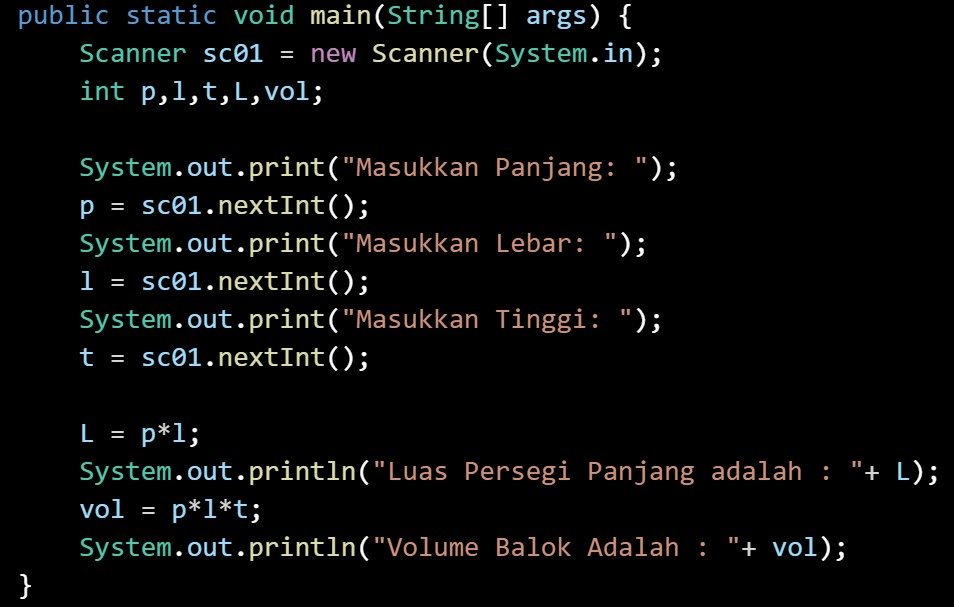 public static void main(String[] args) {
    Scanner sc01 = new Scanner(System.in);
    int p,l,t,L,vol;

    System.out.print("Masukkan Panjang: ");
    p = sc01.nextInt();
    System.out.print("Masukkan Lebar: ");
    l = sc01.nextInt();
    System.out.print("Masukkan Tinggi: ");
    t = sc01.nextInt();

    L = p*l;
    System.out.println("Luas Persegi Panjang adalah : "+ L);
    vol = p*l*t;
    System.out.println("Volume Balok Adalah : "+ vol);
}